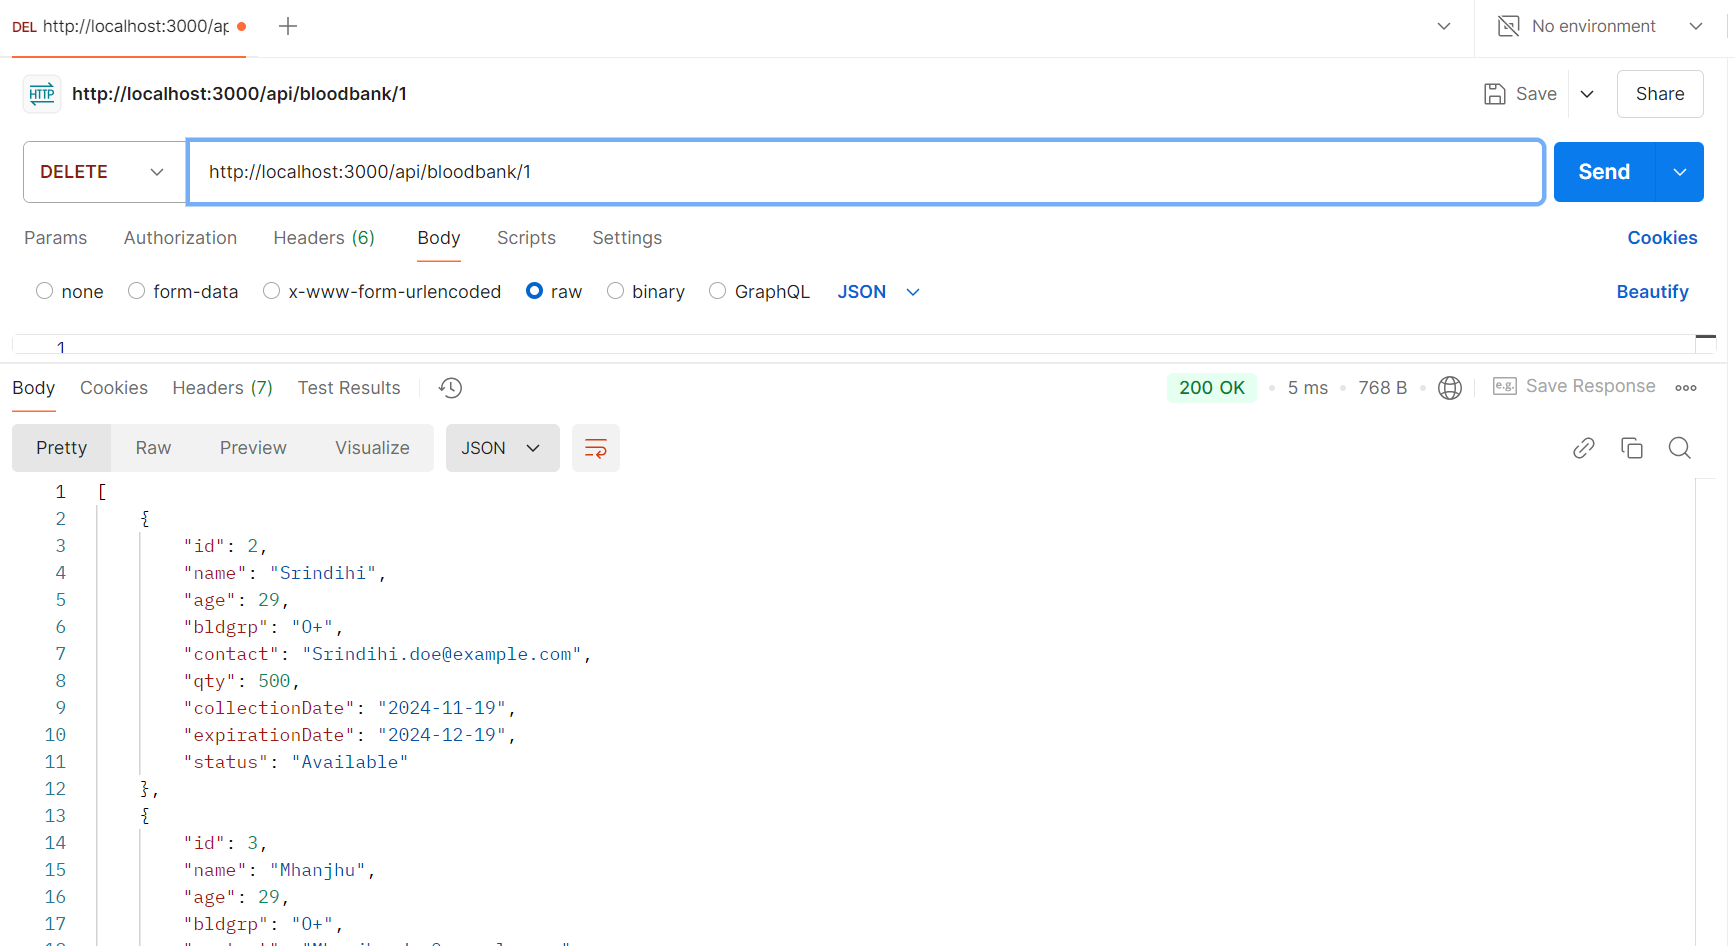 DEL http://localhost:3000/ap
No environment
HTTP http://localhost:3000/api/bloodbank/1
Save
Share
DELETE
http://localhost:3000/api/bloodbank/1
Send
Params Authorization Headers (6) Body Scripts Settings
Cookies
none form-data x-www-form-urlencoded raw binary GraphQL JSON
Beautify
1
Body Cookies Headers (7) Test Results
200 OK 5 ms 768 B e.g. Save Response
Pretty Raw Preview Visualize JSON
1 [
2 {
3 "id": 2,
4 "name": "Srindihi",
5 "age": 29,
6 "bldgrp": "O+",
7 "contact": "Srindihi.doe@example.com",
8 "qty": 500,
9 "collectionDate": "2024-11-19",
10 "expirationDate": "2024-12-19",
11 "status": "Available"
12 },
13 {
14 "id": 3,
15 "name": "Mhanjhu",
16 "age": 29,
17 "bldgrp": "O+",